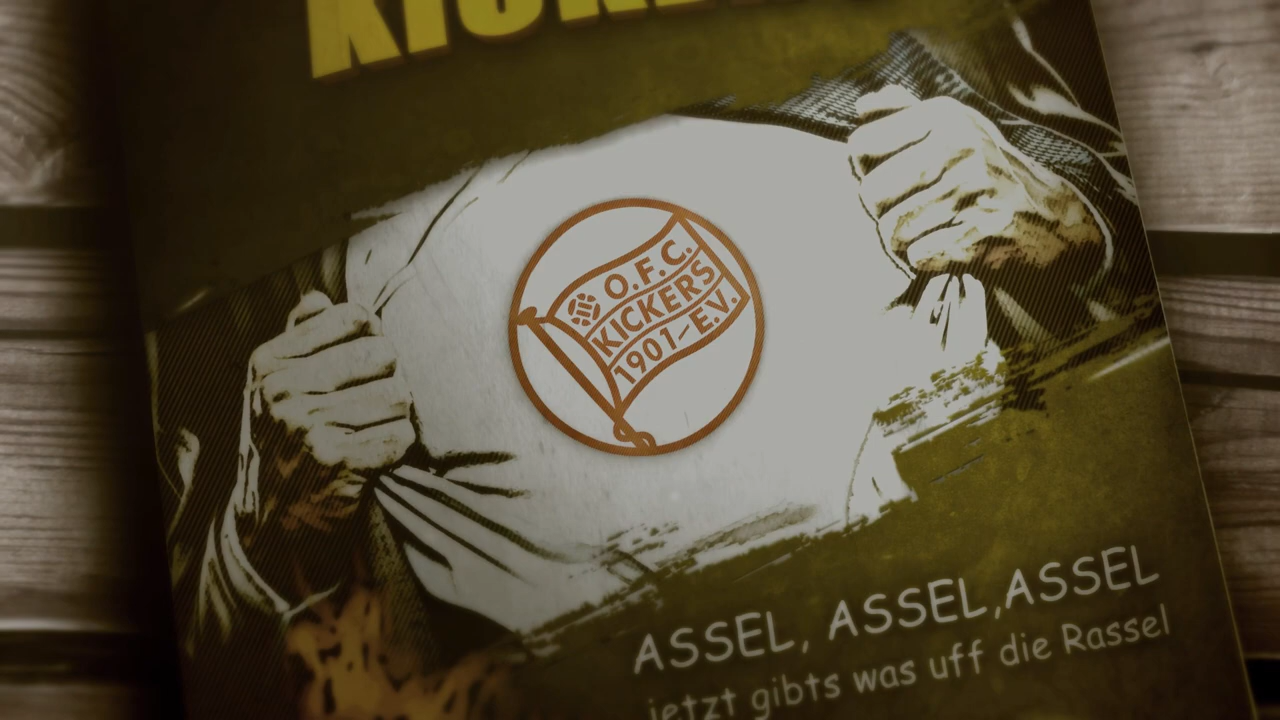 O.F.C.
KICKERS
1901-E.V.
ASSEL, ASSEL,ASSEL
jetzt gibts was uff die Rassel